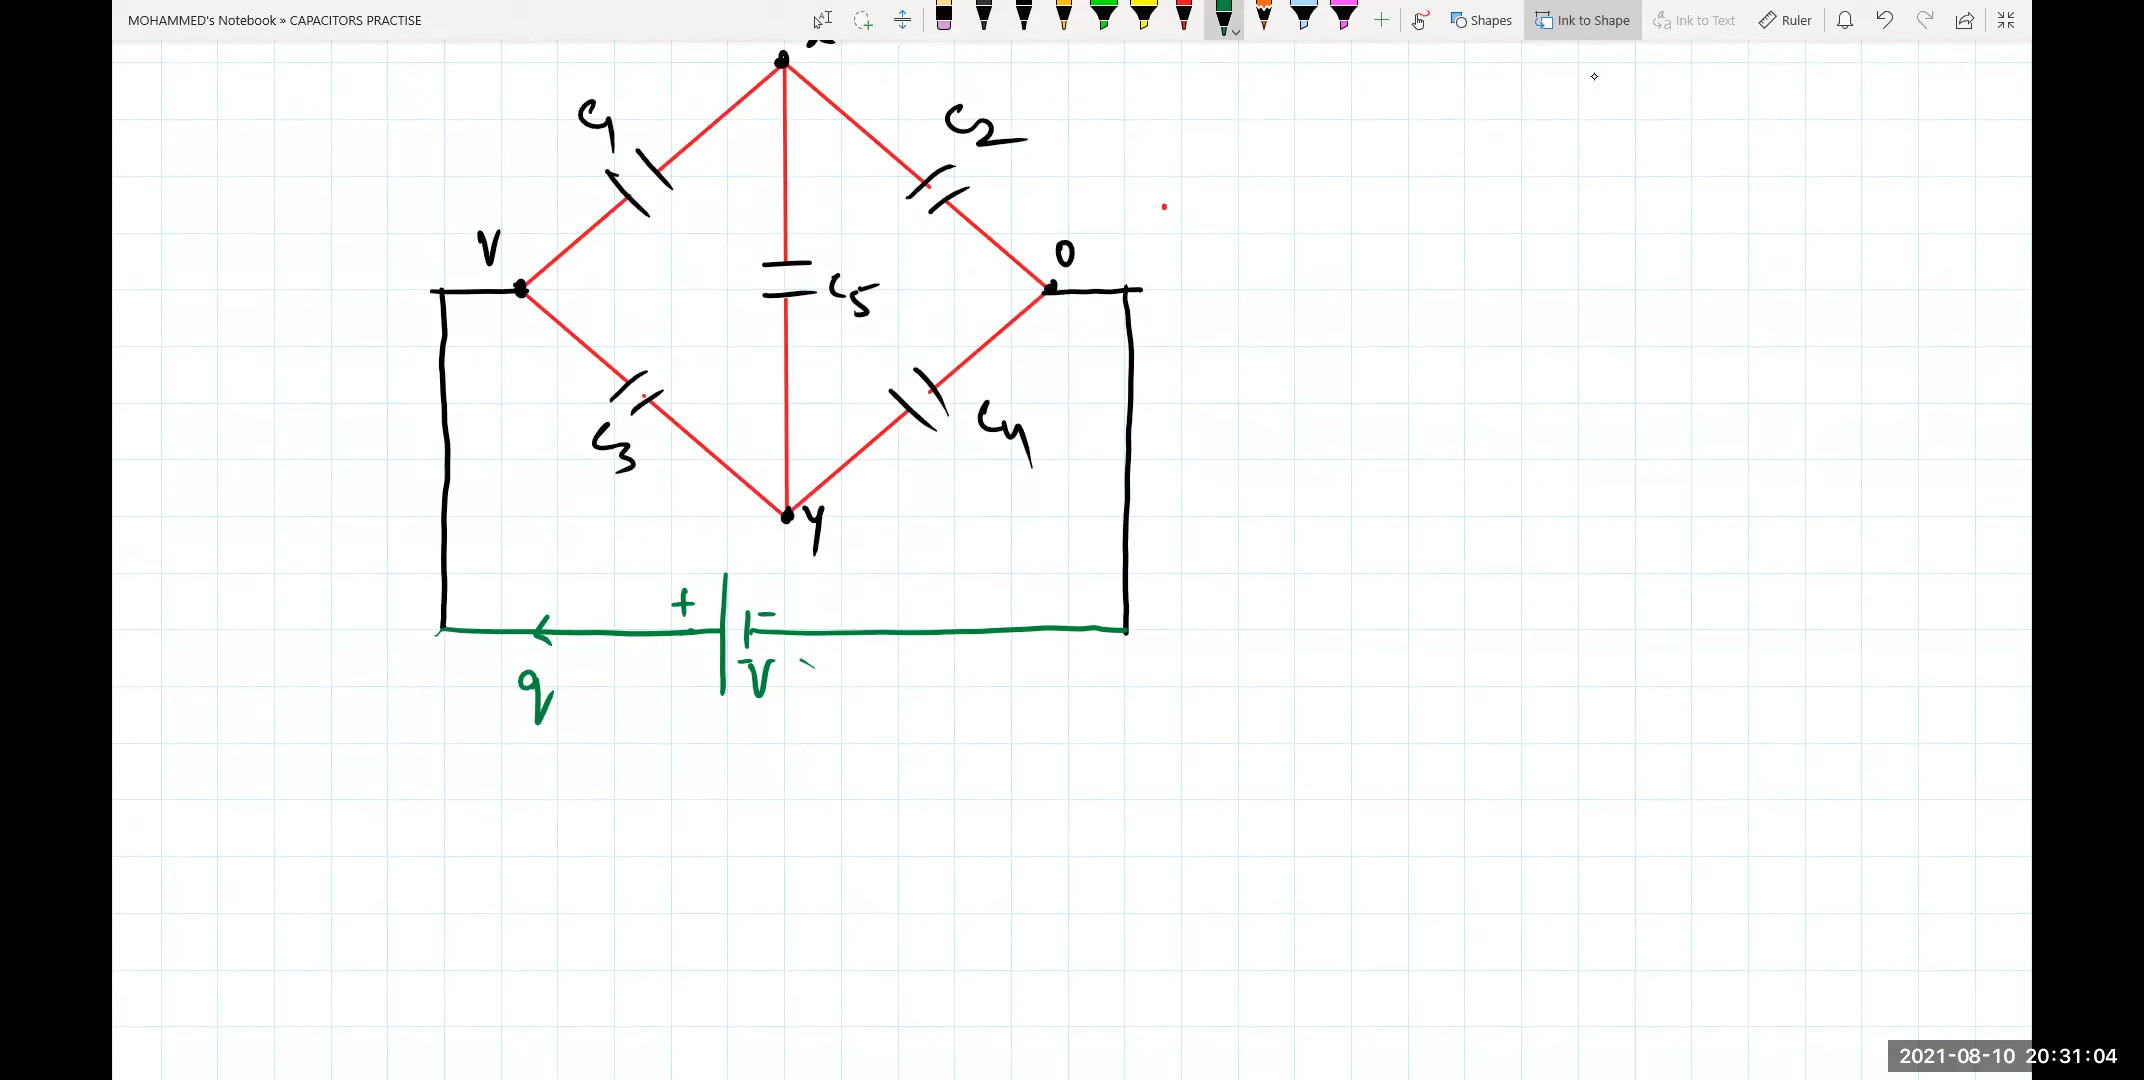 MOHAMMED's Notebook » CAPACITORS PRACTISE
Shapes
Ink to Shape
Ink to Text
Ruler
C1
C2
V
O
C5
C3
C4
Y
+
-
V
q
2021-08-10 20:31:04